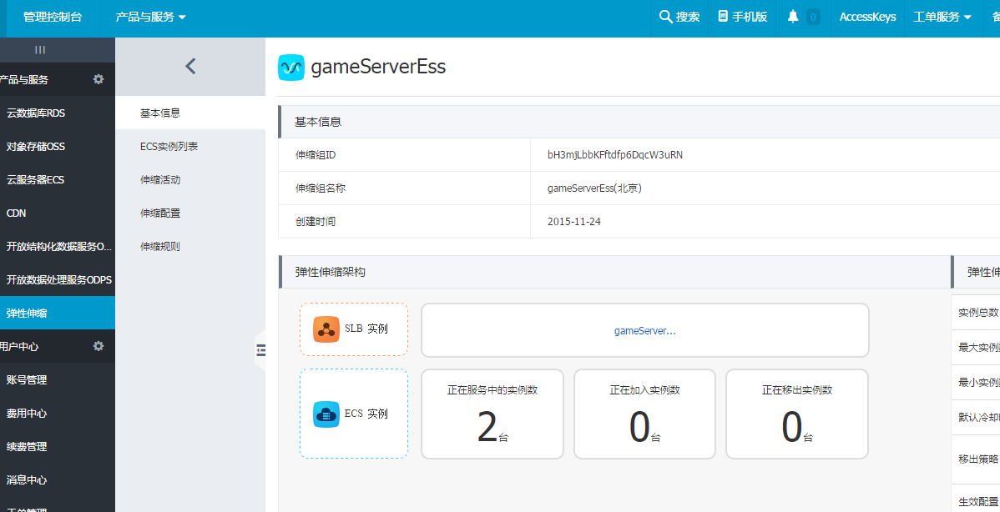 管理控制台
产品与服务
搜索
手机版
0
AccessKeys
工单服务
产品与服务
云数据库RDS
对象存储OSS
云服务器ECS
CDN
开放结构化数据服务O...
开放数据处理服务ODPS
弹性伸缩
用户中心
账号管理
费用中心
续费管理
消息中心
工单管理
基本信息
ECS实例列表
伸缩活动
伸缩配置
伸缩规则
gameServerEss
基本信息
伸缩组ID bH3mjLbbKFftdfp6DqcW3uRN
伸缩组名称 gameServerEss(北京)
创建时间 2015-11-24
弹性伸缩架构
SLB 实例
gameServer...
ECS 实例
正在服务中的实例数
2台
正在加入实例数
0台
正在移出实例数
0台
弹性伸
实例总数
最大实例
最小实例
默认冷却
移出策略
生效配置